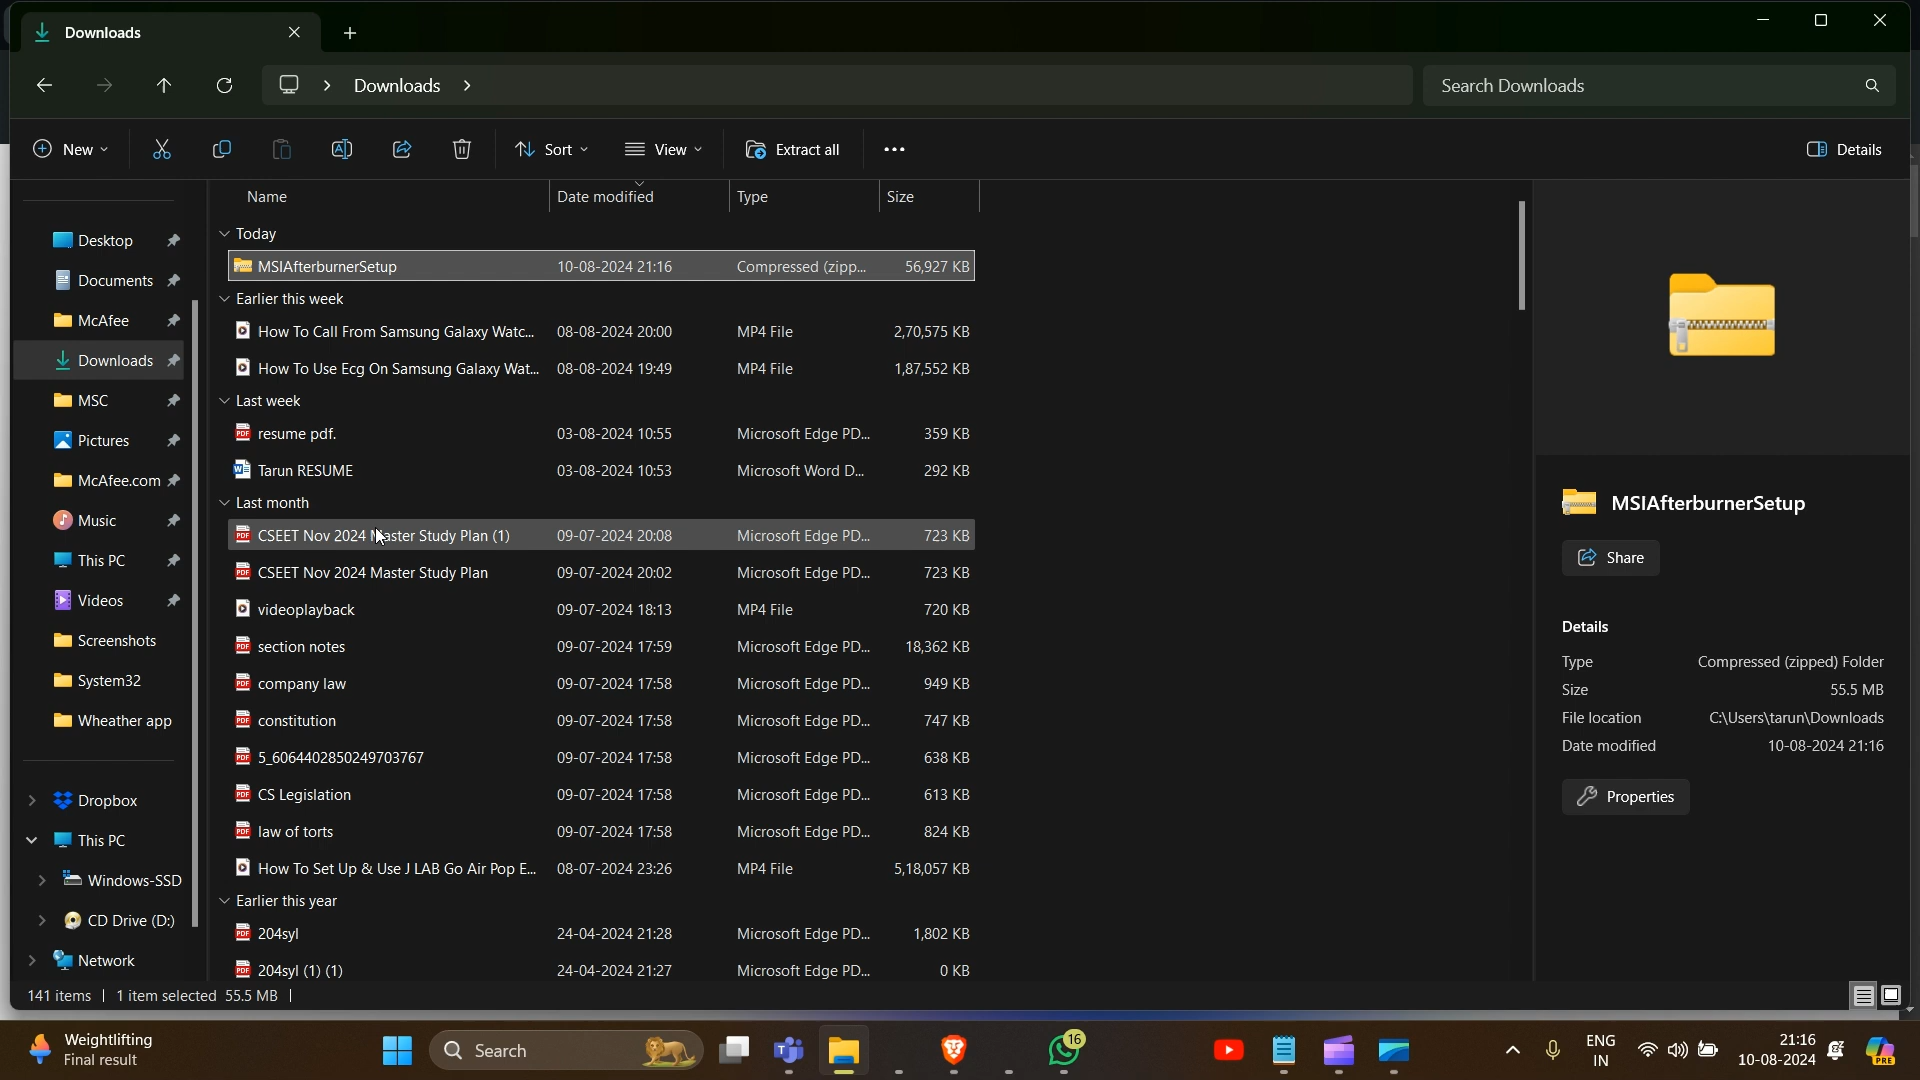 Downloads
Downloads
Search Downloads
New
Sort
View
Extract all
Details
Name Date modified Type Size
Today
MSIAfterburnerSetup 10-08-2024 21:16 Compressed (zipp... 56,927 KB
Earlier this week
How To Call From Samsung Galaxy Watc... 08-08-2024 20:00 MP4 File 2,70,575 KB
How To Use Ecg On Samsung Galaxy Wat... 08-08-2024 19:49 MP4 File 1,87,552 KB
Last week
resume pdf. 03-08-2024 10:55 Microsoft Edge PD... 359 KB
Tarun RESUME 03-08-2024 10:53 Microsoft Word D... 292 KB
Last month
CSEET Nov 2024 Master Study Plan (1) 09-07-2024 20:08 Microsoft Edge PD... 723 KB
CSEET Nov 2024 Master Study Plan 09-07-2024 20:02 Microsoft Edge PD... 723 KB
videoplayback 09-07-2024 18:13 MP4 File 720 KB
section notes 09-07-2024 17:59 Microsoft Edge PD... 18,362 KB
company law 09-07-2024 17:58 Microsoft Edge PD... 949 KB
constitution 09-07-2024 17:58 Microsoft Edge PD... 747 KB
5_6064402850249703767 09-07-2024 17:58 Microsoft Edge PD... 638 KB
CS Legislation 09-07-2024 17:58 Microsoft Edge PD... 613 KB
law of torts 09-07-2024 17:58 Microsoft Edge PD... 824 KB
How To Set Up & Use J LAB Go Air Pop E... 08-07-2024 23:26 MP4 File 5,18,057 KB
Earlier this year
204syl 24-04-2024 21:28 Microsoft Edge PD... 1,802 KB
204syl (1) (1) 24-04-2024 21:27 Microsoft Edge PD... 0 KB
Desktop
Documents
McAfee
Downloads
MSC
Pictures
McAfee.com
Music
This PC
Videos
Screenshots
System32
Wheather app
Dropbox
This PC
Windows-SSD
CD Drive (D:)
Network
MSIAfterburnerSetup
Share
Details
Type Compressed (zipped) Folder
Size 55.5 MB
File location C:\Users\tarun\Downloads
Date modified 10-08-2024 21:16
Properties
141 items 1 item selected 55.5 MB
Weightlifting
Final result
Search
16
ENG
IN
21:16
10-08-2024
PRE